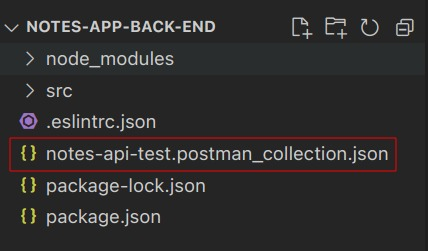 NOTES-APP-BACK-END
node_modules
src
.eslintrc.json
notes-api-test.postman_collection.json
package-lock.json
package.json